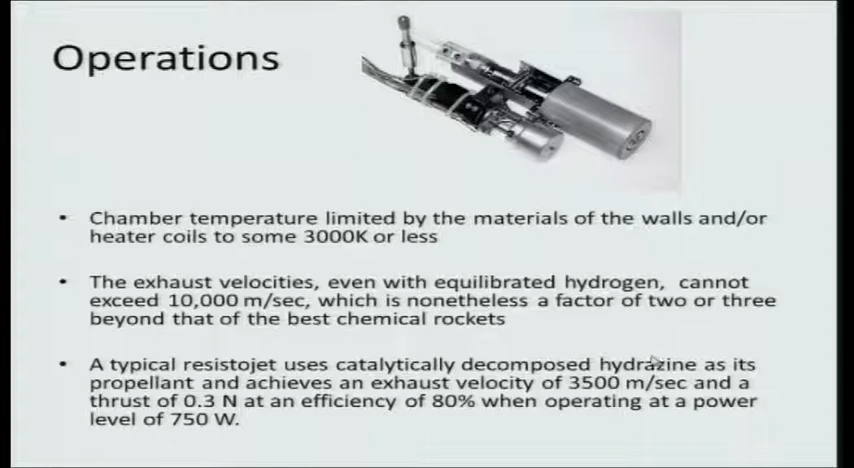 Operations
• Chamber temperature limited by the materials of the walls and/or
heater coils to some 3000K or less
• The exhaust velocities, even with equilibrated hydrogen, cannot
exceed 10,000 m/sec, which is nonetheless a factor of two or three
beyond that of the best chemical rockets
• A typical resistojet uses catalytically decomposed hydrazine as its
propellant and achieves an exhaust velocity of 3500 m/sec and a
thrust of 0.3 N at an efficiency of 80% when operating at a power
level of 750 W.